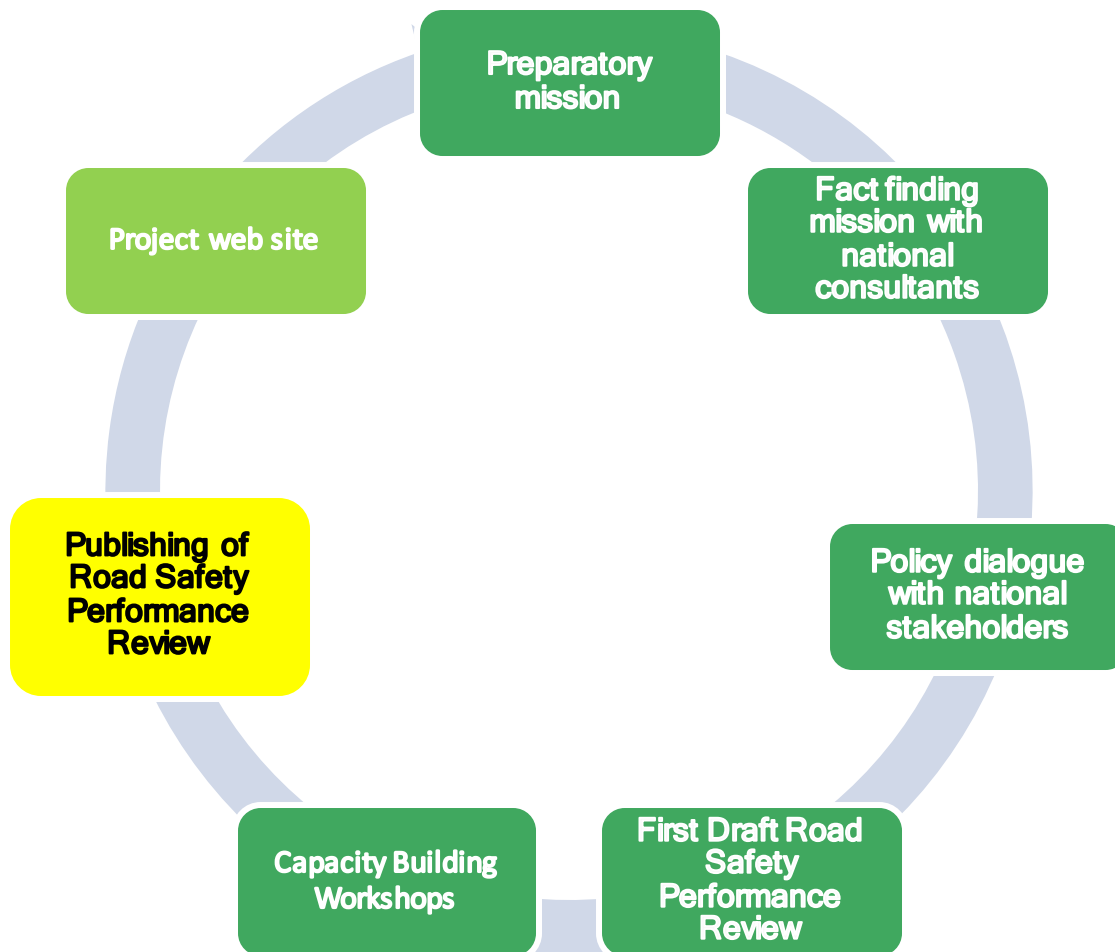 Preparatory
mission
Fact finding
mission with
national
consultants
Policy dialogue
with national
stakeholders
First Draft Road
Safety
Performance
Review
Capacity Building
Workshops
Publishing of
Road Safety
Performance
Review
Project web site